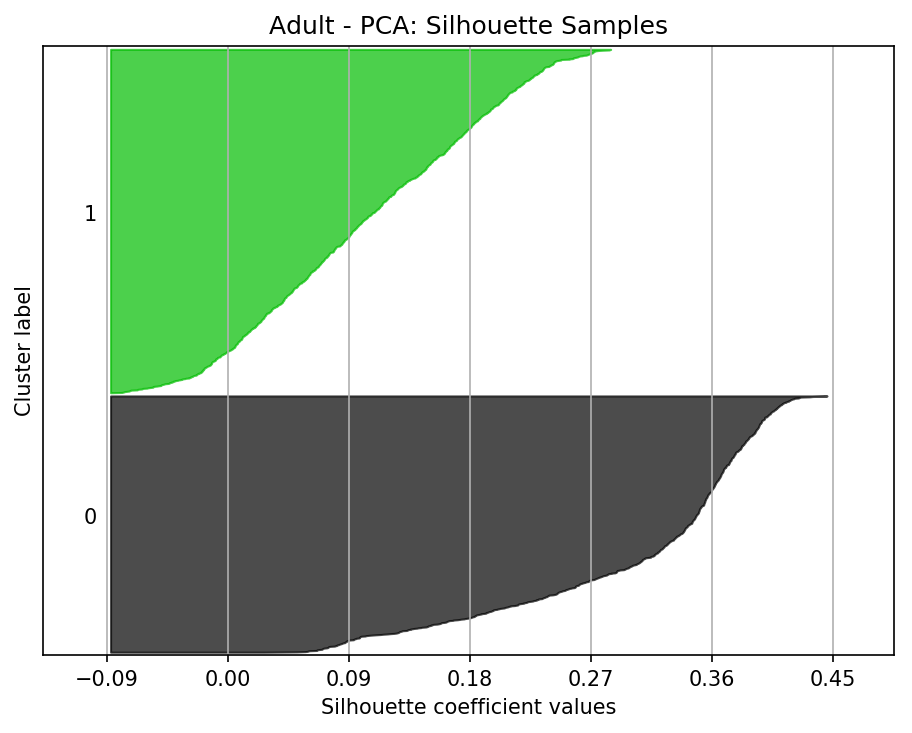 Adult - PCA: Silhouette Samples
Cluster label
1
0
−0.09 0.00 0.09 0.18 0.27 0.36 0.45
Silhouette coefficient values